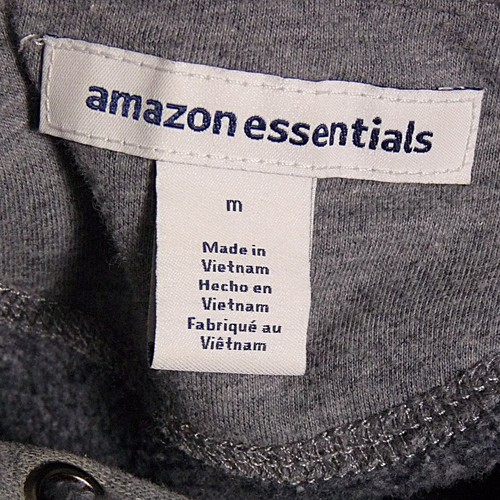 amazon essentials
m
Made in
Vietnam
Hecho en
Vietnam
Fabriqué au
Viêtnam